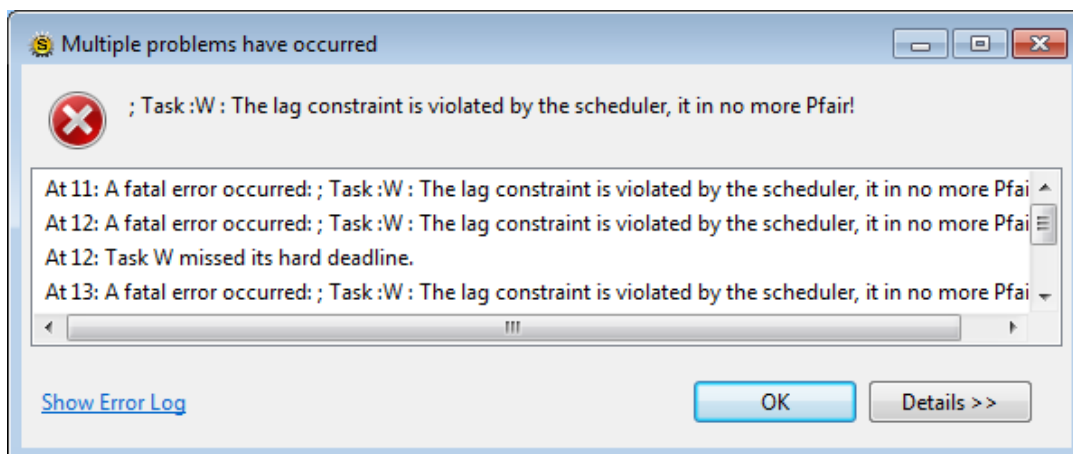 Multiple problems have occurred
; Task :W : The lag constraint is violated by the scheduler, it in no more Pfair!
At 11: A fatal error occurred: ; Task :W : The lag constraint is violated by the scheduler, it in no more Pfai
At 12: A fatal error occurred: ; Task :W : The lag constraint is violated by the scheduler, it in no more Pfai
At 12: Task W missed its hard deadline.
At 13: A fatal error occurred: ; Task :W : The lag constraint is violated by the scheduler, it in no more Pfai
Show Error Log
OK
Details >>